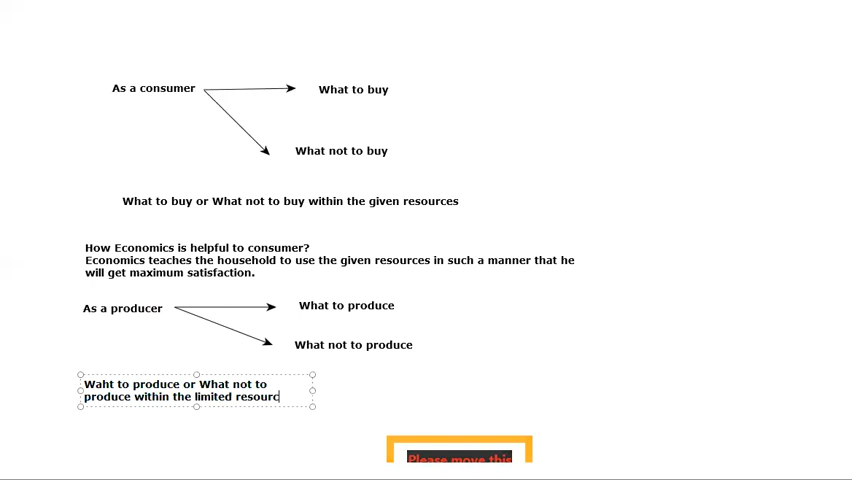 As a consumer
What to buy
What not to buy
What to buy or What not to buy within the given resources
How Economics is helpful to consumer?
Economics teaches the household to use the given resources in such a manner that he
will get maximum satisfaction.
As a producer
What to produce
What not to produce
Waht to produce or What not to
produce within the limited resourc
Please move this